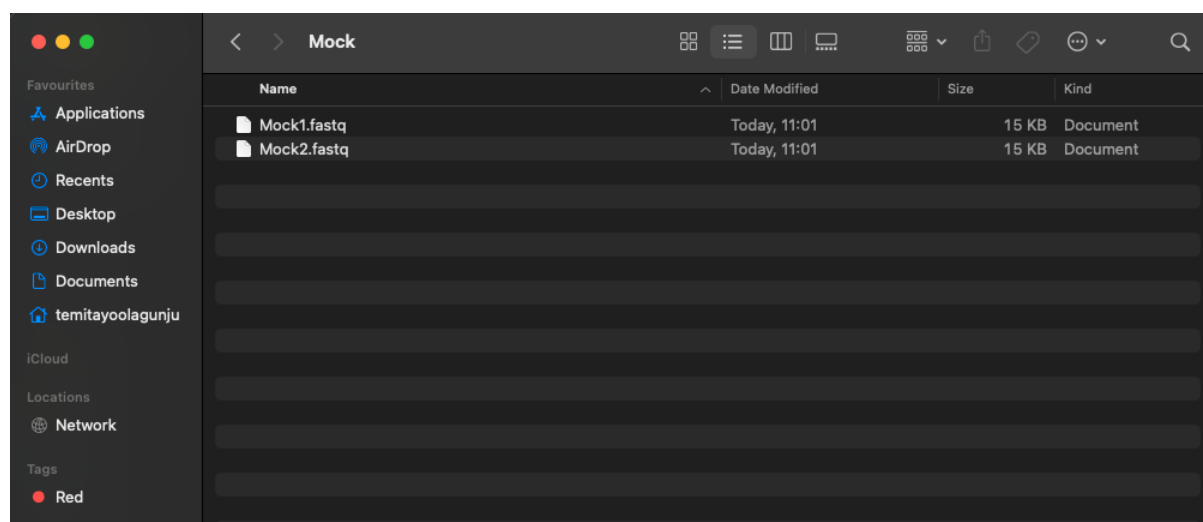 Mock
Favourites
Applications
AirDrop
Recents
Desktop
Downloads
Documents
temitayoolagunju
iCloud
Locations
Network
Tags
Red
Name Date Modified Size Kind
Mock1.fastq Today, 11:01 15 KB Document
Mock2.fastq Today, 11:01 15 KB Document